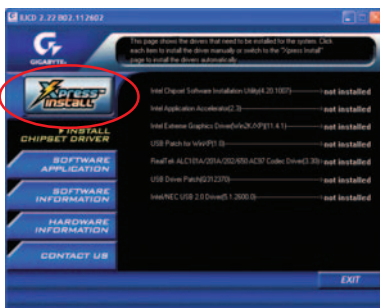 IUCD 2.22 B02.112602
GIGABYTE
This page shows the drivers that need to be installed for the system. Click
each item to install the driver manually or switch to the "Xpress Install"
page to install the drivers automatically.
Xpress
INSTALL
INSTALL
CHIPSET DRIVER
SOFTWARE
APPLICATION
SOFTWARE
INFORMATION
HARDWARE
INFORMATION
CONTACT US
Intel Chipset Software Installation Utility(4.20.1007) not installed
Intel Application Accelerator(2.3) not installed
Intel Extreme Graphics Driver(Win2K/XP)(11.4.1) not installed
USB Patch for WinXP(1.0) not installed
RealTek ALC101A/201A/202/650 AC97 Codec Driver(3.30) not installed
USB Driver Patch(Q312370) not installed
Intel/NEC USB 2.0 Driver(5.1.2600.0) not installed
EXIT